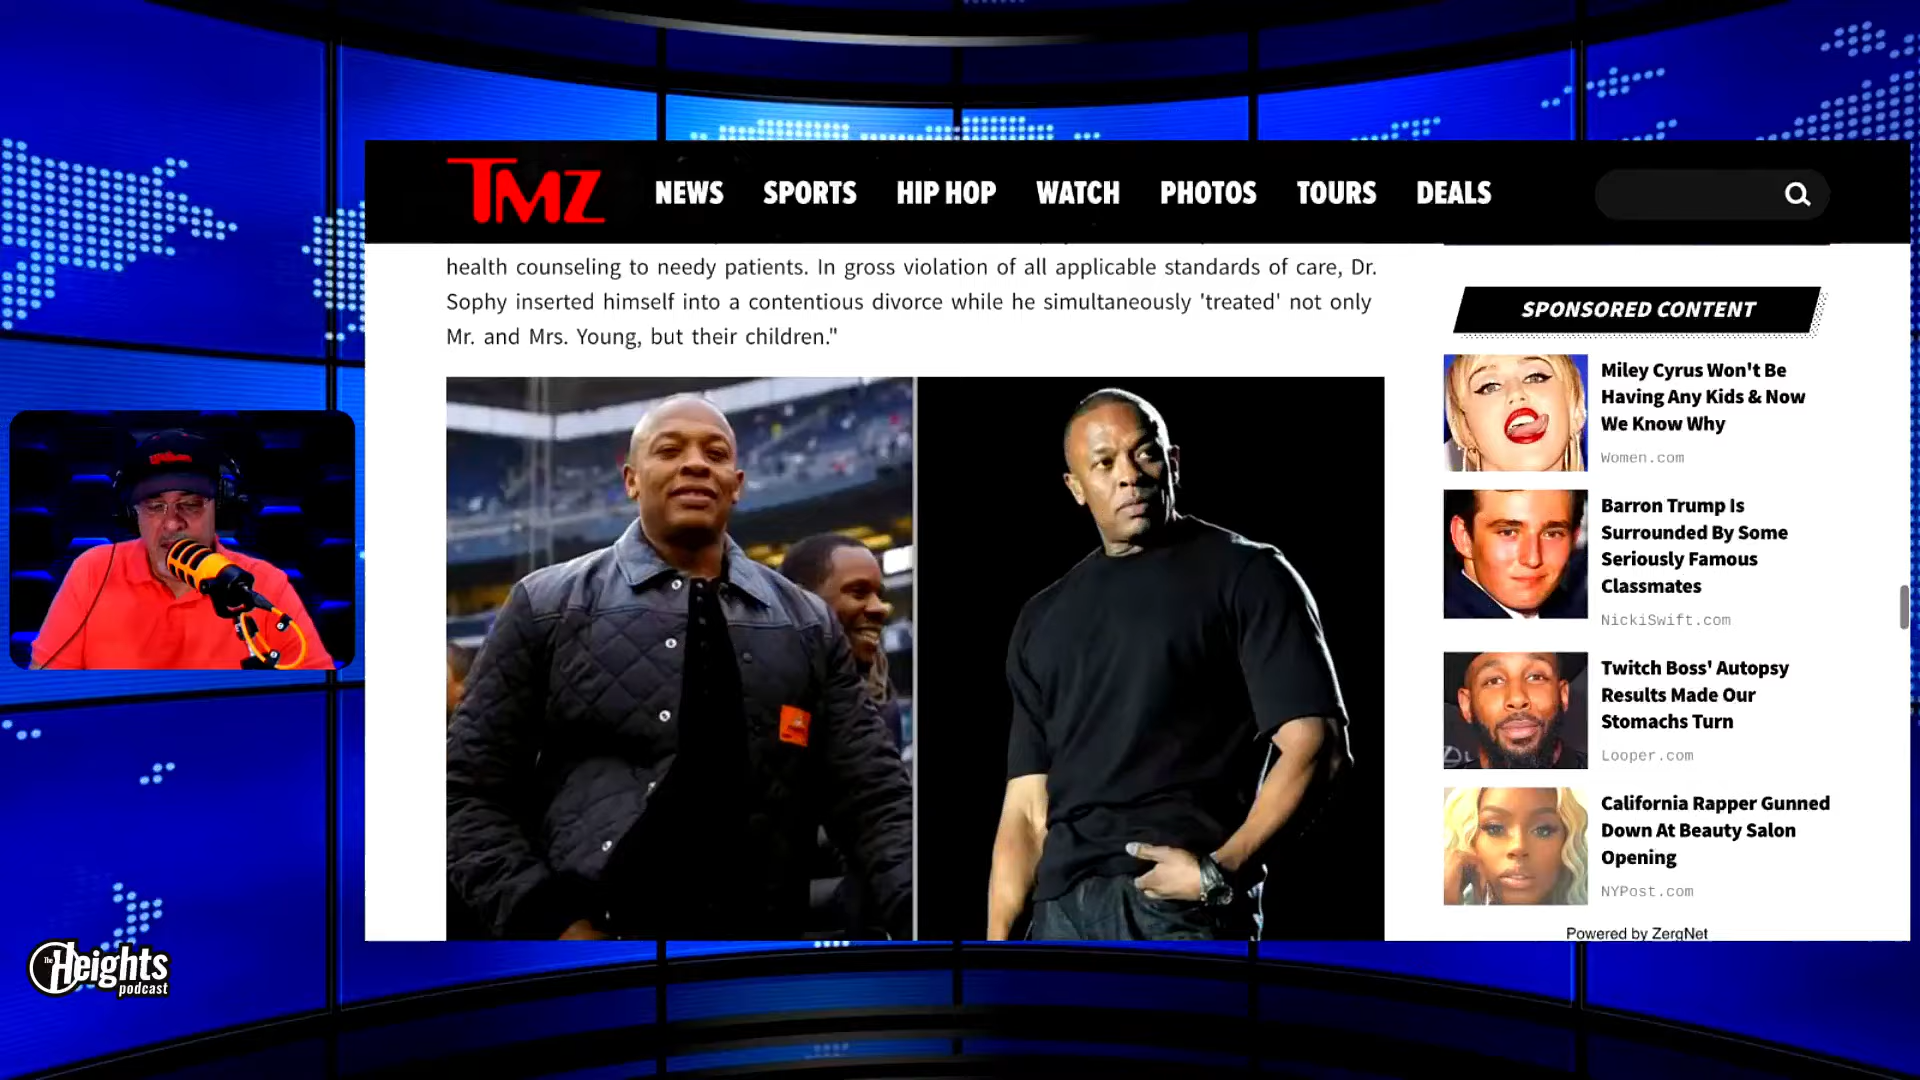 TMZ
NEWS SPORTS HIP HOP WATCH PHOTOS TOURS DEALS
health counseling to needy patients. In gross violation of all applicable standards of care, Dr.
Sophy inserted himself into a contentious divorce while he simultaneously 'treated' not only
Mr. and Mrs. Young, but their children."
SPONSORED CONTENT
Miley Cyrus Won't Be
Having Any Kids & Now
We Know Why
Women.com
Barron Trump Is
Surrounded By Some
Seriously Famous
Classmates
NickiSwift.com
Twitch Boss' Autopsy
Results Made Our
Stomachs Turn
Looper.com
California Rapper Gunned
Down At Beauty Salon
Opening
NYPost.com
Powered by ZergNet
Wilson
The Heights
podcast